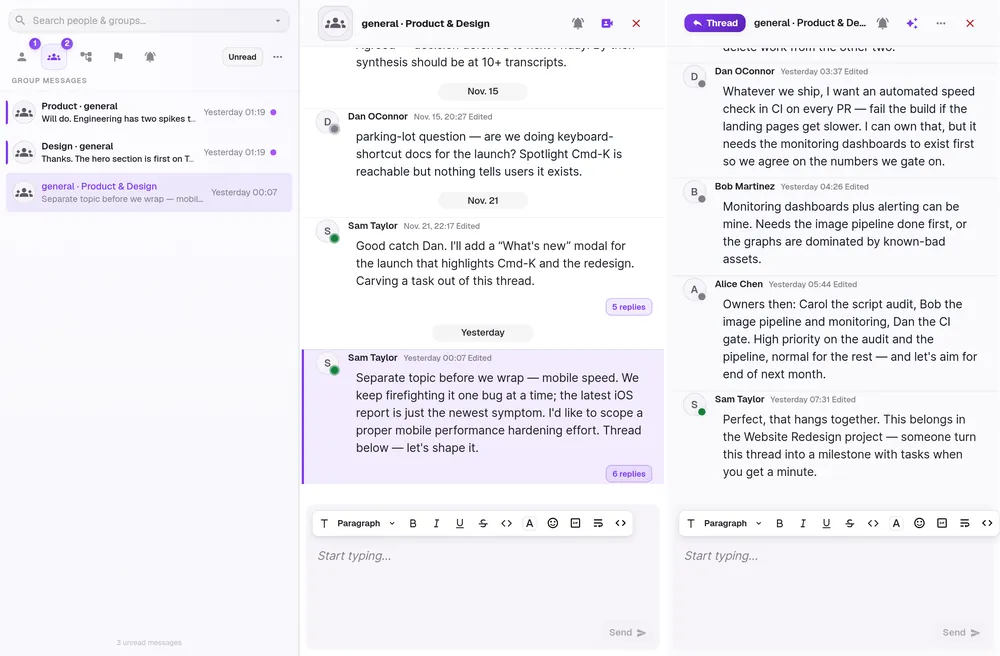 Search people & groups...
1
2
Unread
GROUP MESSAGES
Product · general
Yesterday 01:19
Will do. Engineering has two spikes t...
Design · general
Yesterday 01:19
Thanks. The hero section is first on T...
general · Product & Design
Yesterday 00:07
Separate topic before we wrap — mobil...
3 unread messages
general · Product & Design
synthesis should be at 10+ transcripts.
Nov. 15
D
Dan OConnor Nov. 15, 20:27 Edited
parking-lot question — are we doing keyboard-
shortcut docs for the launch? Spotlight Cmd-K is
reachable but nothing tells users it exists.
Nov. 21
S
Sam Taylor Nov. 21, 22:17 Edited
Good catch Dan. I'll add a “What's new” modal for
the launch that highlights Cmd-K and the redesign.
Carving a task out of this thread.
5 replies
Yesterday
S
Sam Taylor Yesterday 00:07 Edited
Separate topic before we wrap — mobile speed. We
keep firefighting it one bug at a time; the latest iOS
report is just the newest symptom. I'd like to scope a
proper mobile performance hardening effort. Thread
below — let's shape it.
6 replies
Paragraph
Start typing...
Send
Thread
general · Product & De...
delete work from the other two.
D
Dan OConnor Yesterday 03:37 Edited
Whatever we ship, I want an automated speed
check in CI on every PR — fail the build if the
landing pages get slower. I can own that, but it
needs the monitoring dashboards to exist first
so we agree on the numbers we gate on.
B
Bob Martinez Yesterday 04:26 Edited
Monitoring dashboards plus alerting can be
mine. Needs the image pipeline done first, or
the graphs are dominated by known-bad
assets.
A
Alice Chen Yesterday 05:44 Edited
Owners then: Carol the script audit, Bob the
image pipeline and monitoring, Dan the CI
gate. High priority on the audit and the
pipeline, normal for the rest — and let's aim for
end of next month.
S
Sam Taylor Yesterday 07:31 Edited
Perfect, that hangs together. This belongs in
the Website Redesign project — someone turn
this thread into a milestone with tasks when
you get a minute.
Paragraph
Start typing...
Send